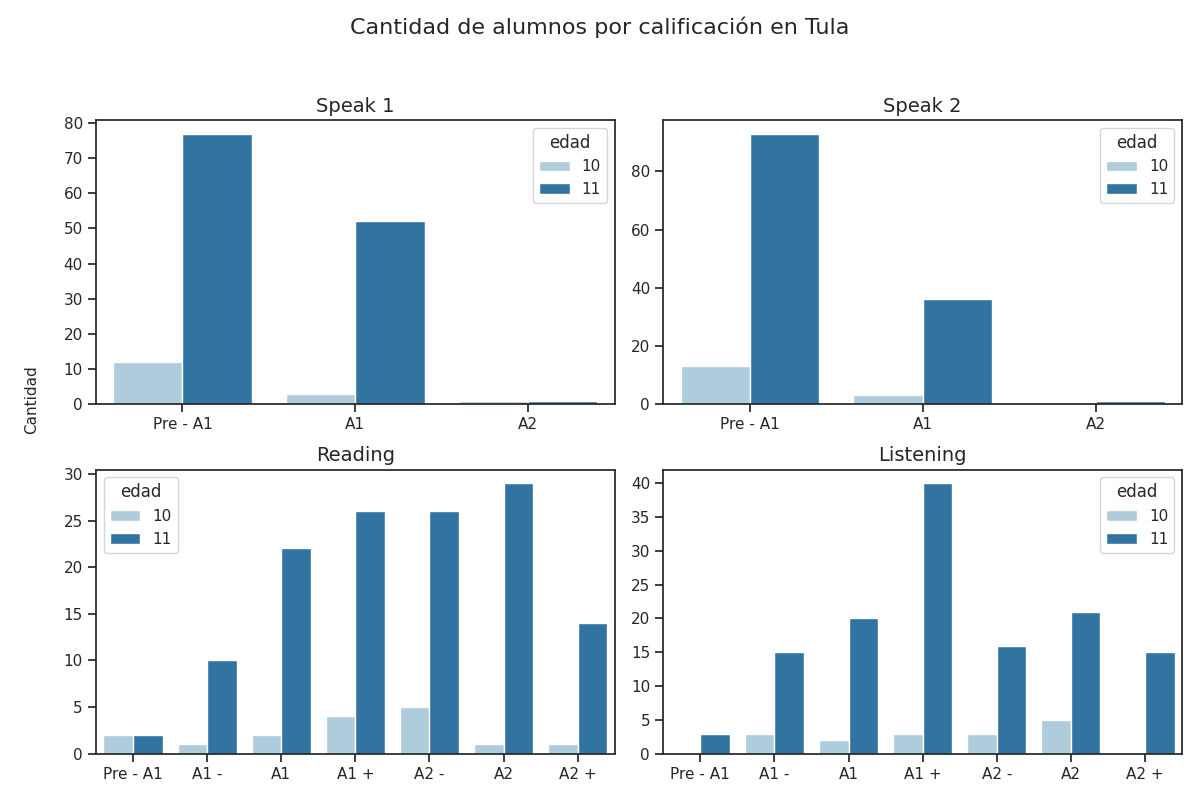 Cantidad de alumnos por calificación en Tula
Cantidad
Speak 1
80
70
60
50
40
30
20
10
0
Pre - A1 A1 A2
edad
10
11
Speak 2
80
60
40
20
0
Pre - A1 A1 A2
edad
10
11
Reading
30
25
20
15
10
5
0
Pre - A1 A1 - A1 A1 + A2 - A2 A2 +
edad
10
11
Listening
40
35
30
25
20
15
10
5
0
Pre - A1 A1 - A1 A1 + A2 - A2 A2 +
edad
10
11